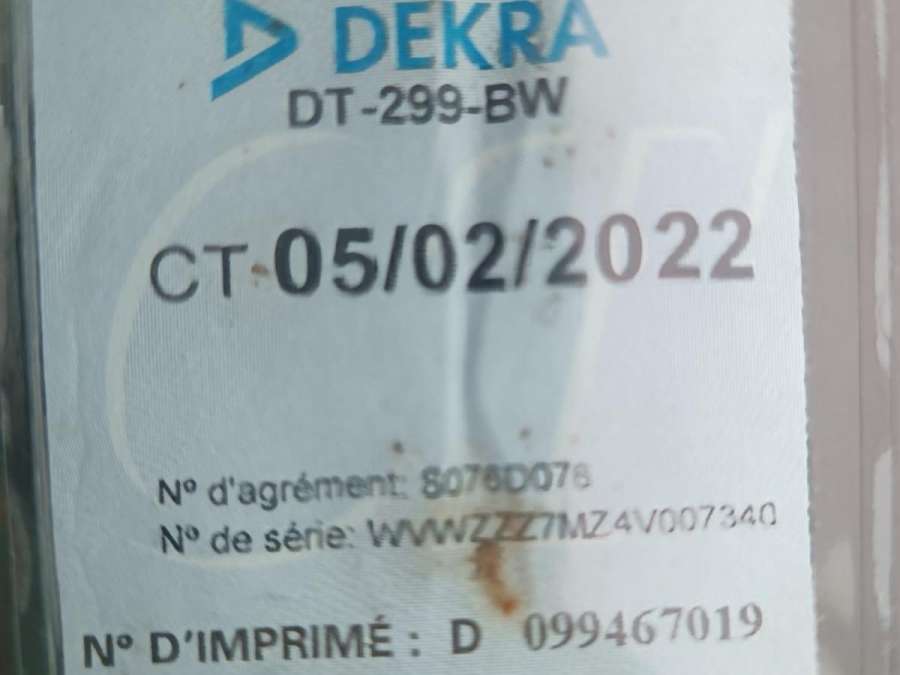 DEKRA
DT-299-BW
CT 05/02/2022
N° d'agrément: S076D076
N° de série: WVWZZZ7MZ4V007340
N° D'IMPRIMÉ : D 099467019